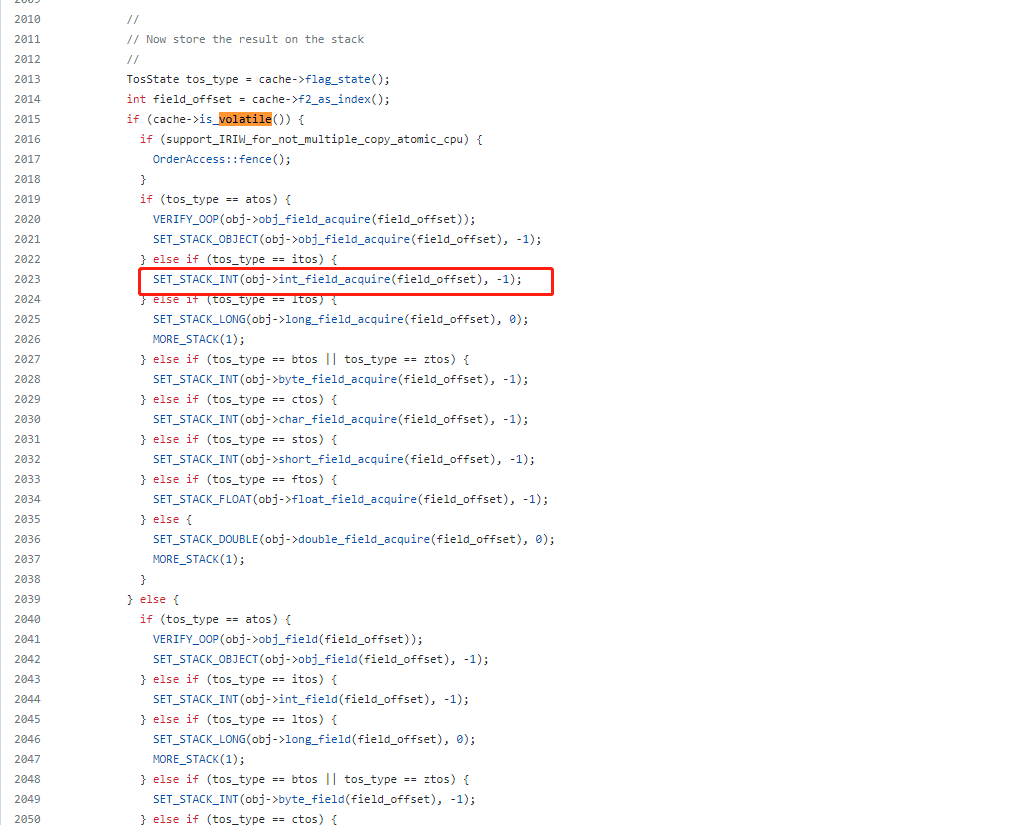 2009
2010 //
2011 // Now store the result on the stack
2012 //
2013 TosState tos_type = cache->flag_state();
2014 int field_offset = cache->f2_as_index();
2015 if (cache->is_volatile()) {
2016 if (support_IRIW_for_not_multiple_copy_atomic_cpu) {
2017 OrderAccess::fence();
2018 }
2019 if (tos_type == atos) {
2020 VERIFY_OOP(obj->obj_field_acquire(field_offset));
2021 SET_STACK_OBJECT(obj->obj_field_acquire(field_offset), -1);
2022 } else if (tos_type == itos) {
2023 SET_STACK_INT(obj->int_field_acquire(field_offset), -1);
2024 } else if (tos_type == ltos) {
2025 SET_STACK_LONG(obj->long_field_acquire(field_offset), 0);
2026 MORE_STACK(1);
2027 } else if (tos_type == btos || tos_type == ztos) {
2028 SET_STACK_INT(obj->byte_field_acquire(field_offset), -1);
2029 } else if (tos_type == ctos) {
2030 SET_STACK_INT(obj->char_field_acquire(field_offset), -1);
2031 } else if (tos_type == stos) {
2032 SET_STACK_INT(obj->short_field_acquire(field_offset), -1);
2033 } else if (tos_type == ftos) {
2034 SET_STACK_FLOAT(obj->float_field_acquire(field_offset), -1);
2035 } else {
2036 SET_STACK_DOUBLE(obj->double_field_acquire(field_offset), 0);
2037 MORE_STACK(1);
2038 }
2039 } else {
2040 if (tos_type == atos) {
2041 VERIFY_OOP(obj->obj_field(field_offset));
2042 SET_STACK_OBJECT(obj->obj_field(field_offset), -1);
2043 } else if (tos_type == itos) {
2044 SET_STACK_INT(obj->int_field(field_offset), -1);
2045 } else if (tos_type == ltos) {
2046 SET_STACK_LONG(obj->long_field(field_offset), 0);
2047 MORE_STACK(1);
2048 } else if (tos_type == btos || tos_type == ztos) {
2049 SET_STACK_INT(obj->byte_field(field_offset), -1);
2050 } else if (tos_type == ctos) {